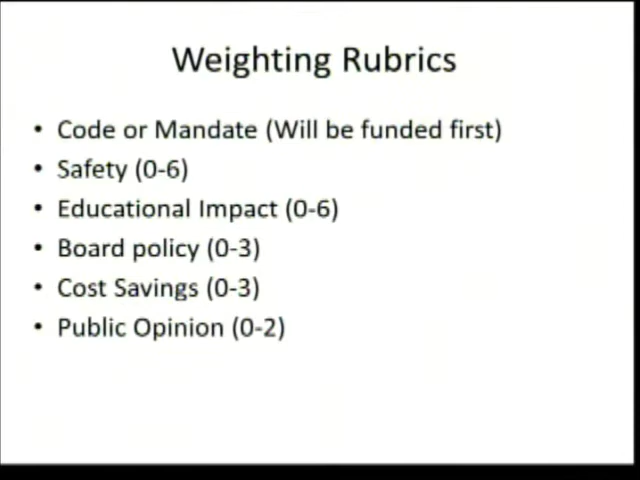 Weighting Rubrics
• Code or Mandate (Will be funded first)
• Safety (0-6)
• Educational Impact (0-6)
• Board policy (0-3)
• Cost Savings (0-3)
• Public Opinion (0-2)